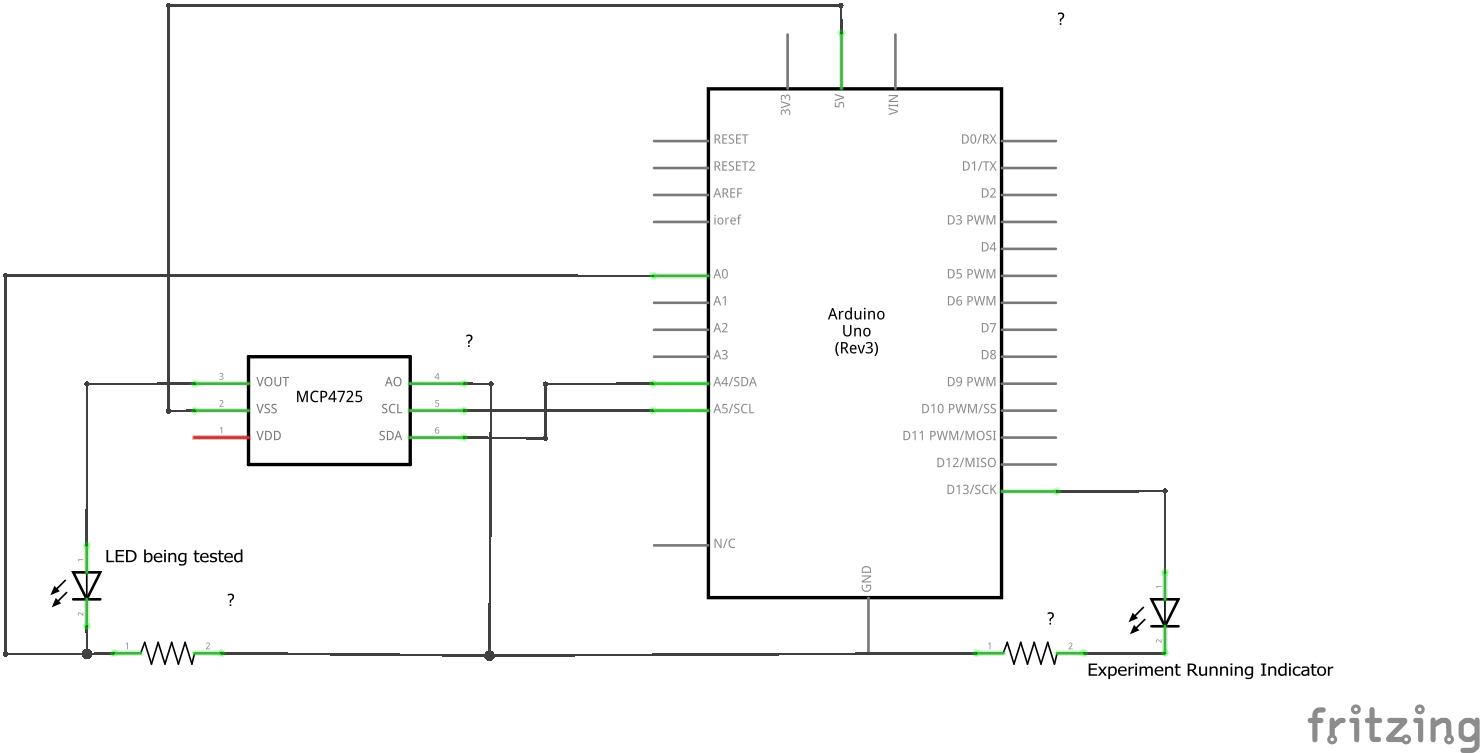 ?
3V3
5V
VIN
RESET
D0/RX
RESET2
D1/TX
AREF
D2
ioref
D3 PWM
D4
A0
D5 PWM
A1
D6 PWM
Arduino
Uno
(Rev3)
A2
D7
A3
D8
?
3
VOUT
AO
4
MCP4725
A4/SDA
D9 PWM
2
VSS
SCL
5
A5/SCL
D10 PWM/SS
1
VDD
SDA
6
D11 PWM/MOSI
D12/MISO
D13/SCK
N/C
GND
1
LED being tested
2
?
1
2
?
1
2
1
2
Experiment Running Indicator
fritzing